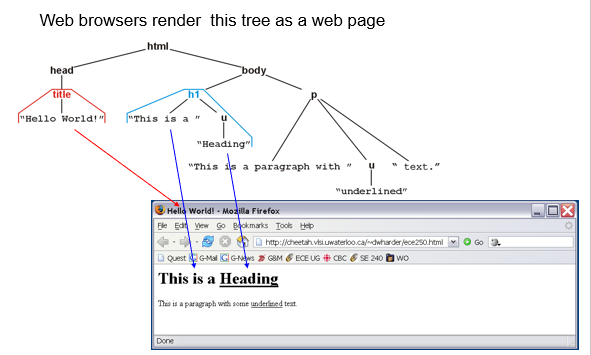 Web browsers render this tree as a web page
html
head
body
title
h1
p
"Hello World!"
"This is a "
u
"Heading"
"This is a paragraph with "
u
" text."
"underlined"
Hello World! - Mozilla Firefox
File Edit View Go Bookmarks Tools Help
http://cheetah.vlsi.uwaterloo.ca/~dwharder/ece250.html Go
Quest G-Mail G-News G&M ECE UG CBC SE 240 WO
This is a Heading
This is a paragraph with some underlined text.
Done